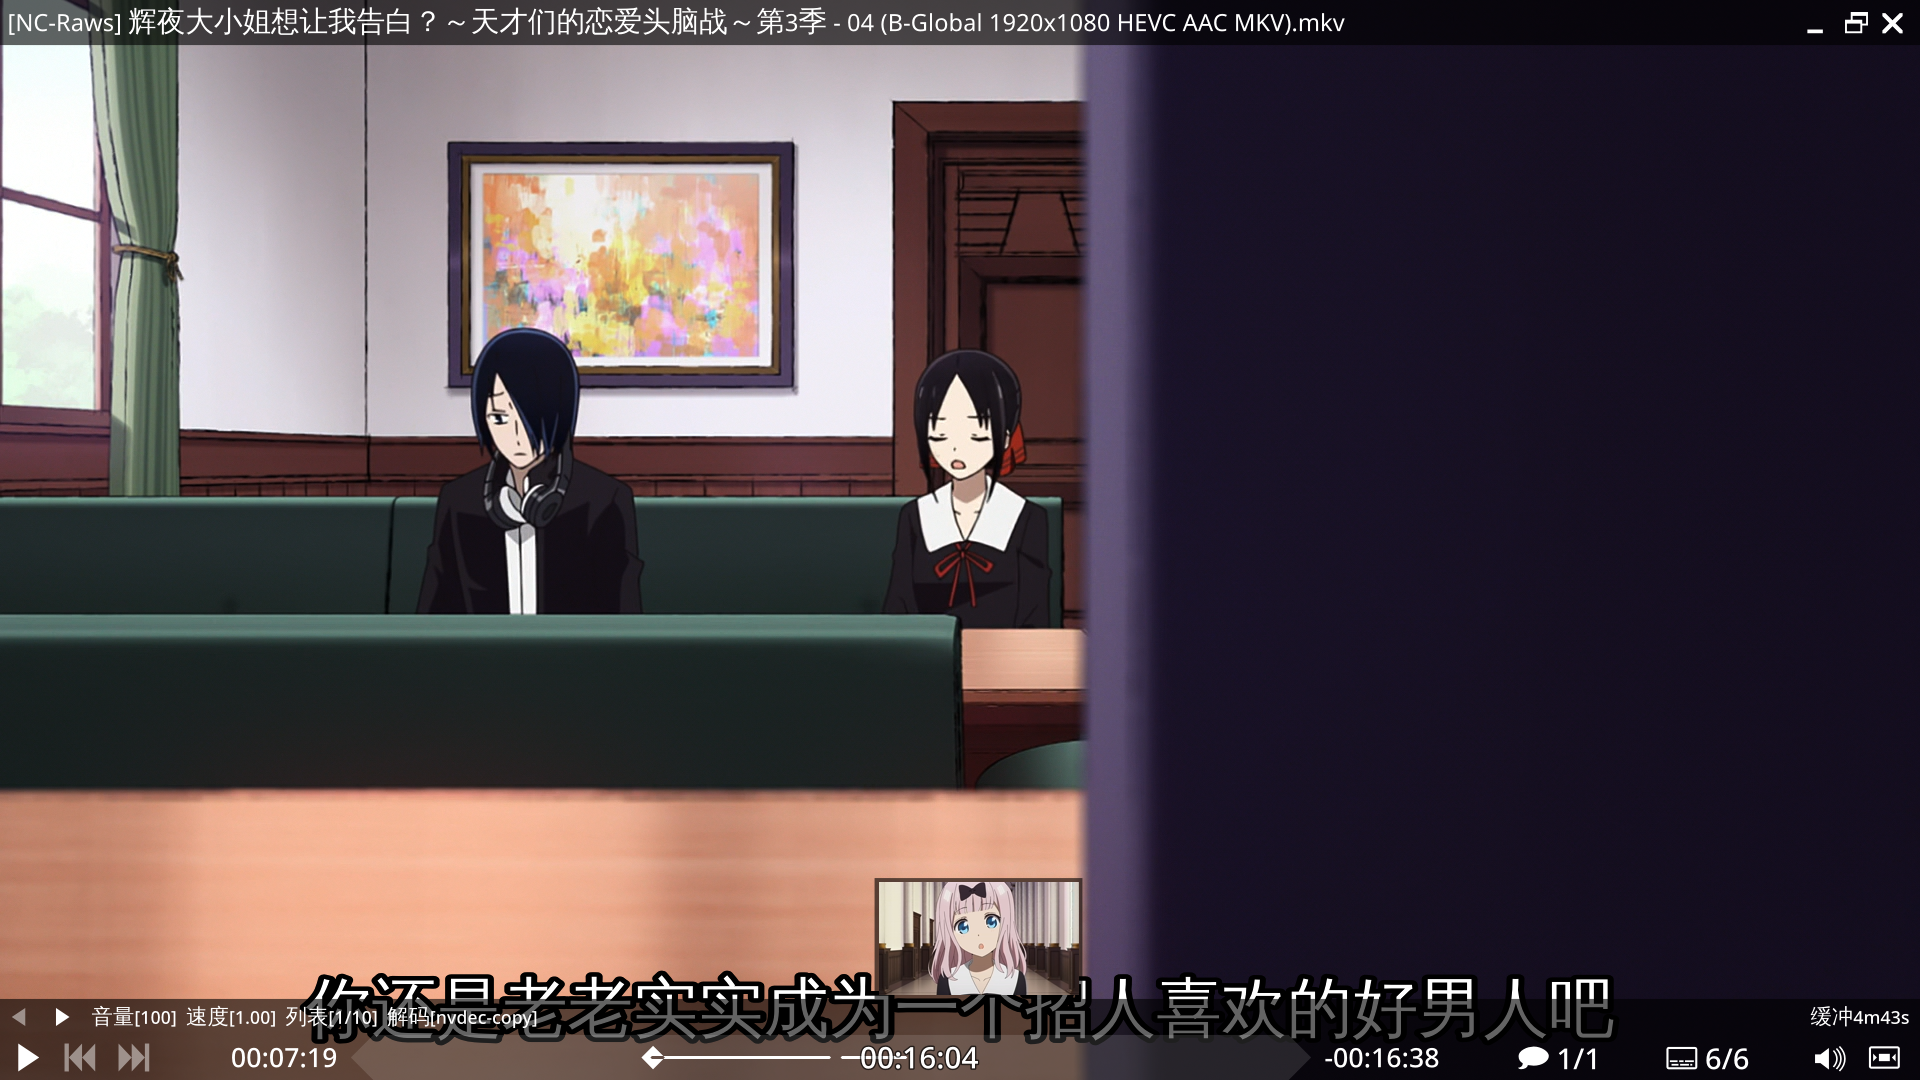 [NC-Raws] 辉夜大小姐想让我告白？～天才们的恋爱头脑战～第3季 - 04 (B-Global 1920x1080 HEVC AAC MKV).mkv
你还是老老实实成为一个招人喜欢的好男人吧
音量[100] 速度[1.00] 列表[1/10] 解码[nvdec-copy]
缓冲4m43s
00:07:19
00:16:04
-00:16:38
1/1
6/6